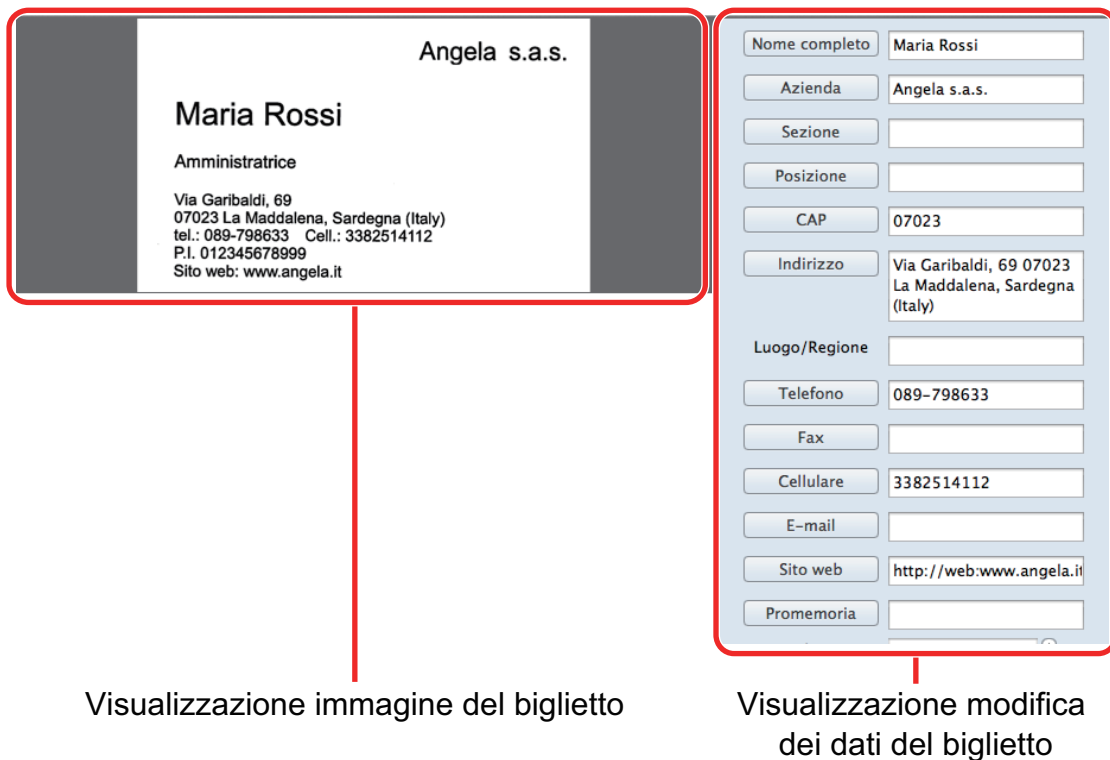 Angela s.a.s.
Maria Rossi
Amministratrice
Via Garibaldi, 69
07023 La Maddalena, Sardegna (Italy)
tel.: 089-798633 Cell.: 3382514112
P.I. 012345678999
Sito web: www.angela.it
Nome completo Maria Rossi
Azienda Angela s.a.s.
Sezione
Posizione
CAP 07023
Indirizzo Via Garibaldi, 69 07023
La Maddalena, Sardegna
(Italy)
Luogo/Regione
Telefono 089-798633
Fax
Cellulare 3382514112
E-mail
Sito web http://web:www.angela.it
Promemoria
Visualizzazione immagine del biglietto
Visualizzazione modifica
dei dati del biglietto